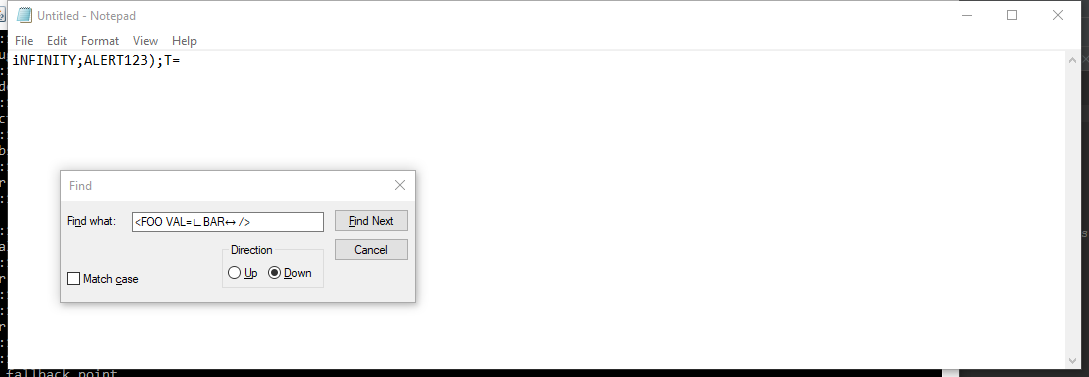 Untitled - Notepad
File Edit Format View Help
iNFINITY;ALERT123);T=
Find
Find what: <FOO VAL=∟BAR↔ /> Find Next
Direction Cancel
Up Down
Match case
fallback point